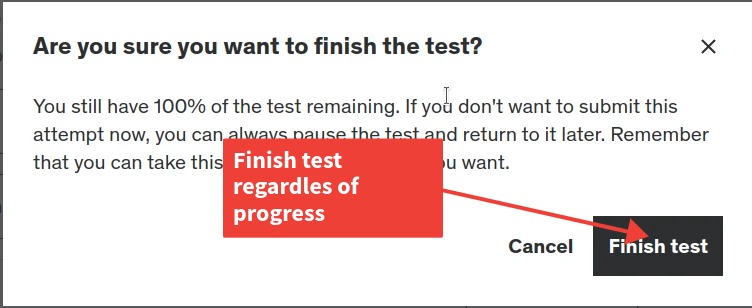 Are you sure you want to finish the test?
You still have 100% of the test remaining. If you don't want to submit this
attempt now, you can always pause the test and return to it later. Remember
that you can take this
u want.
Finish test
regardles of
progress
Cancel
Finish test